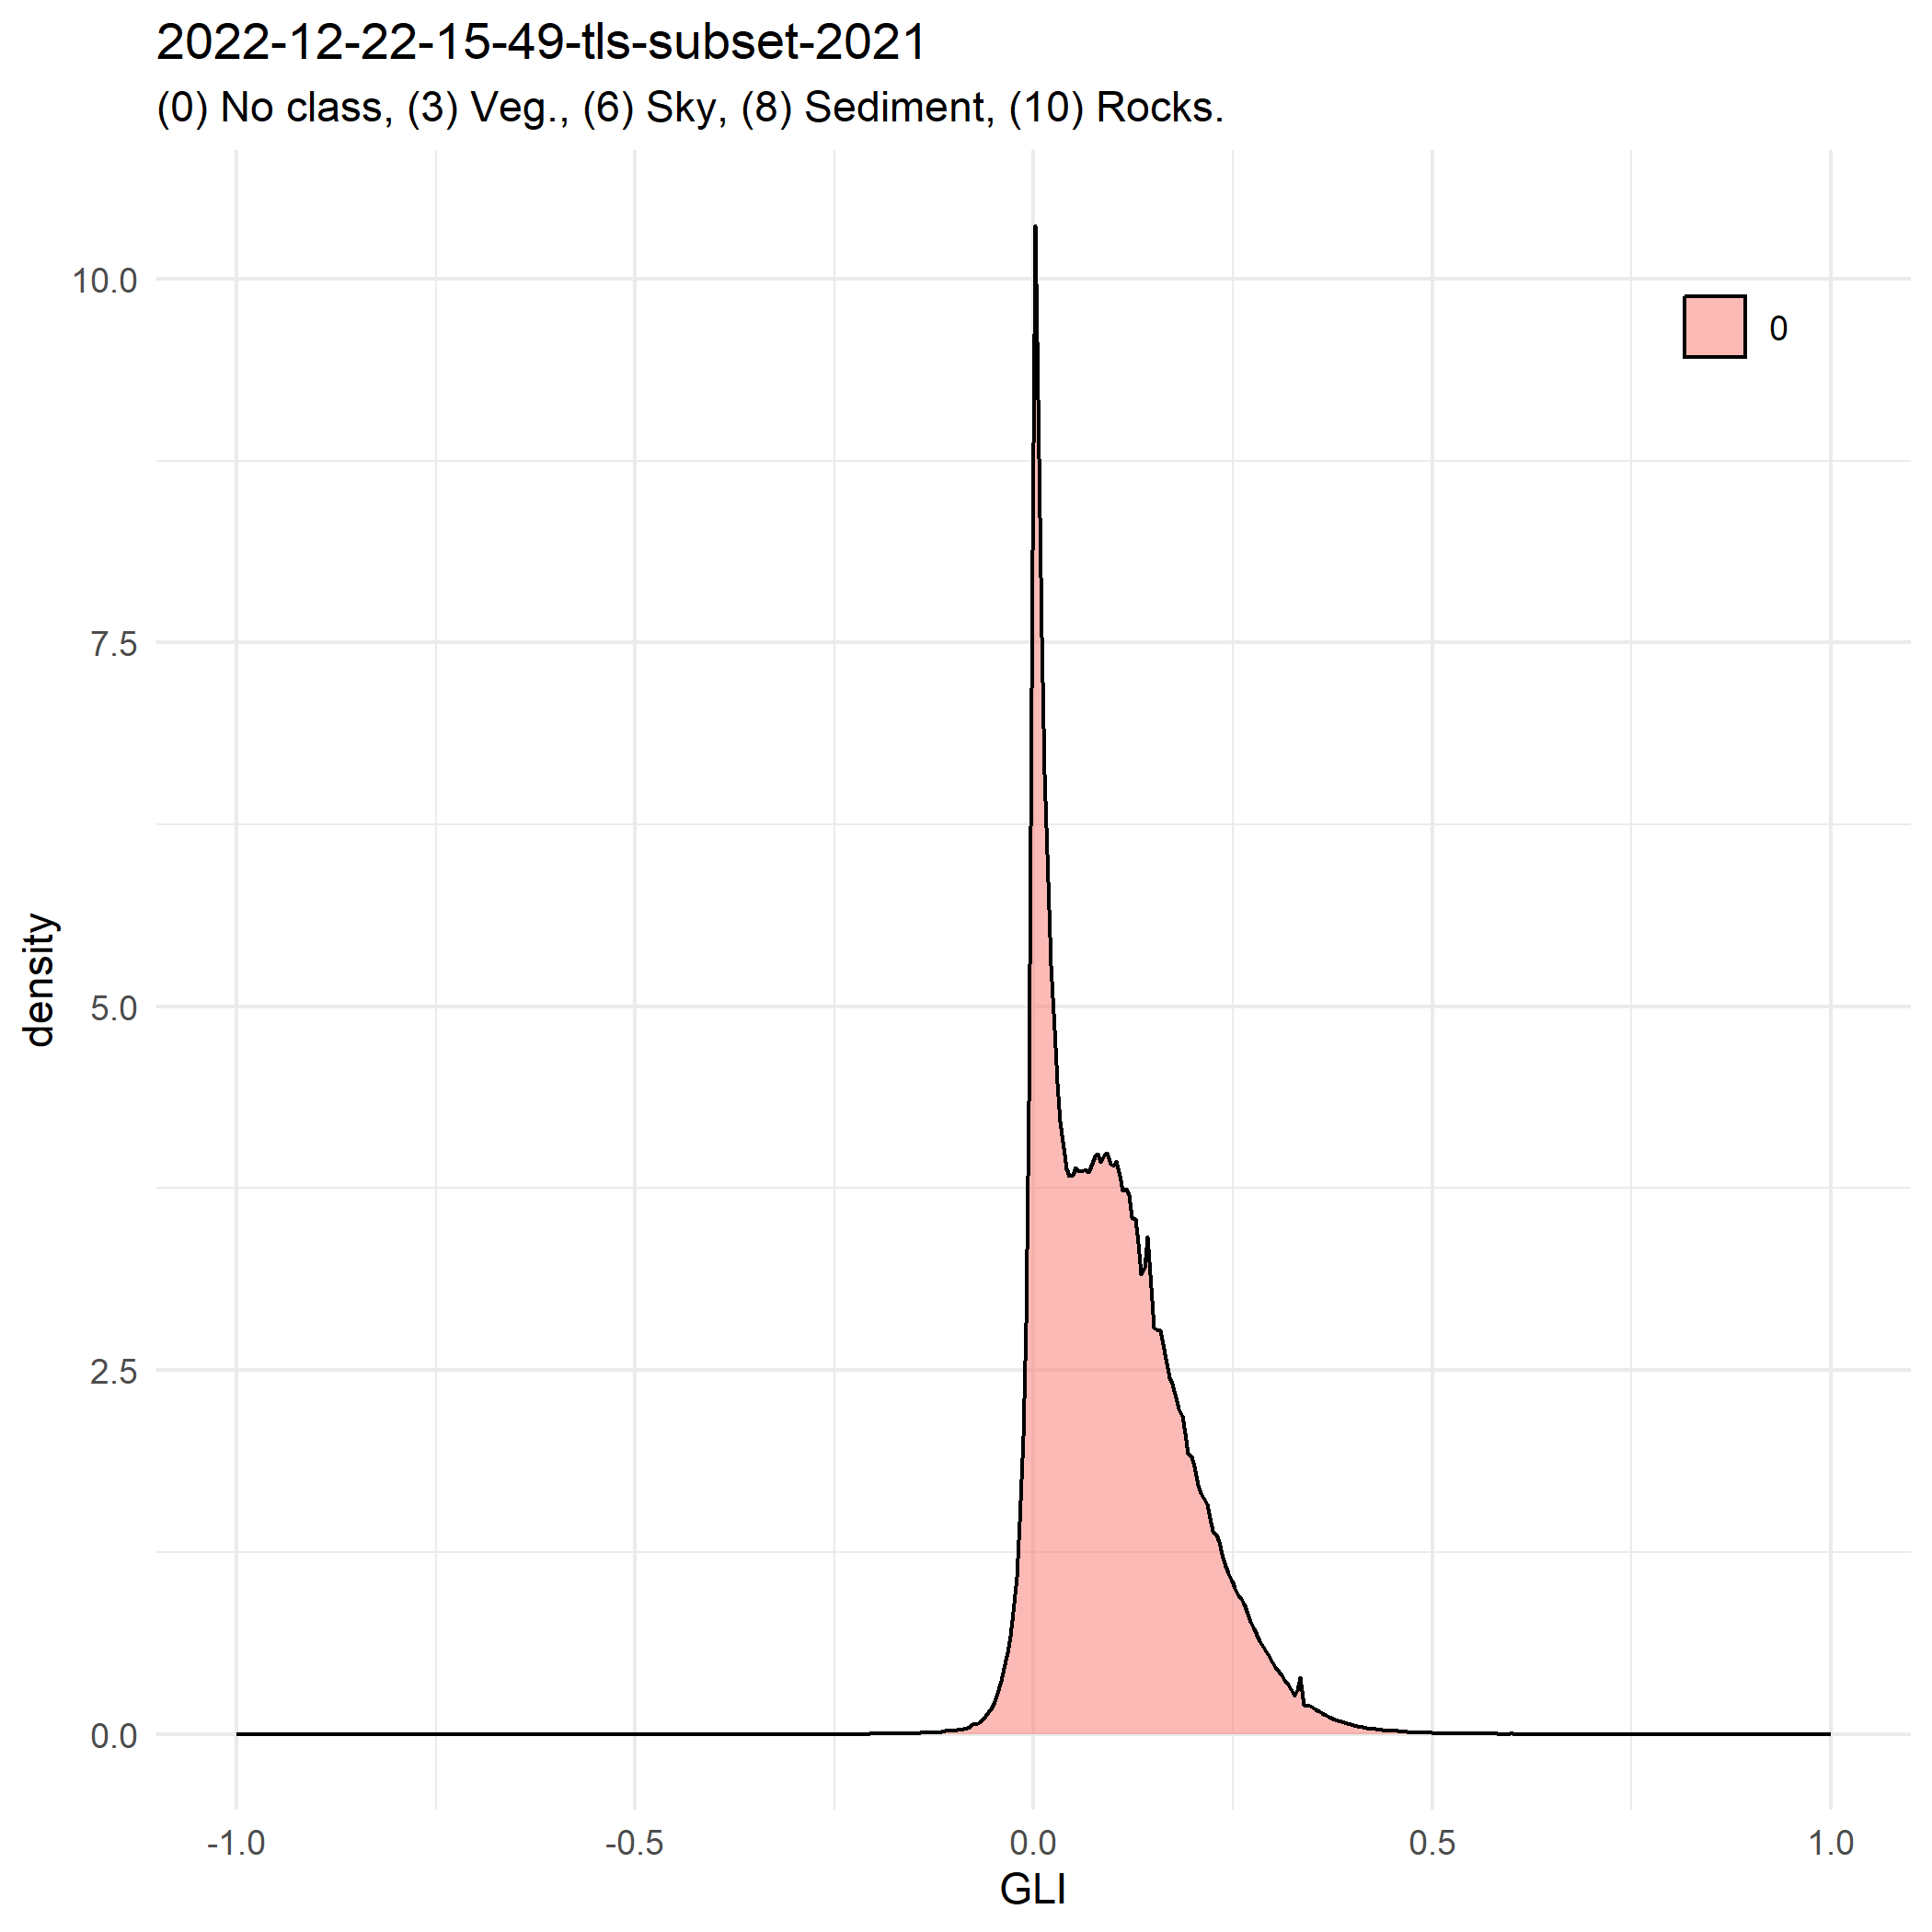 2022-12-22-15-49-tls-subset-2021
(0) No class, (3) Veg., (6) Sky, (8) Sediment, (10) Rocks.
10.0
7.5
5.0
2.5
0.0
density
0
-1.0
-0.5
0.0
0.5
1.0
GLI